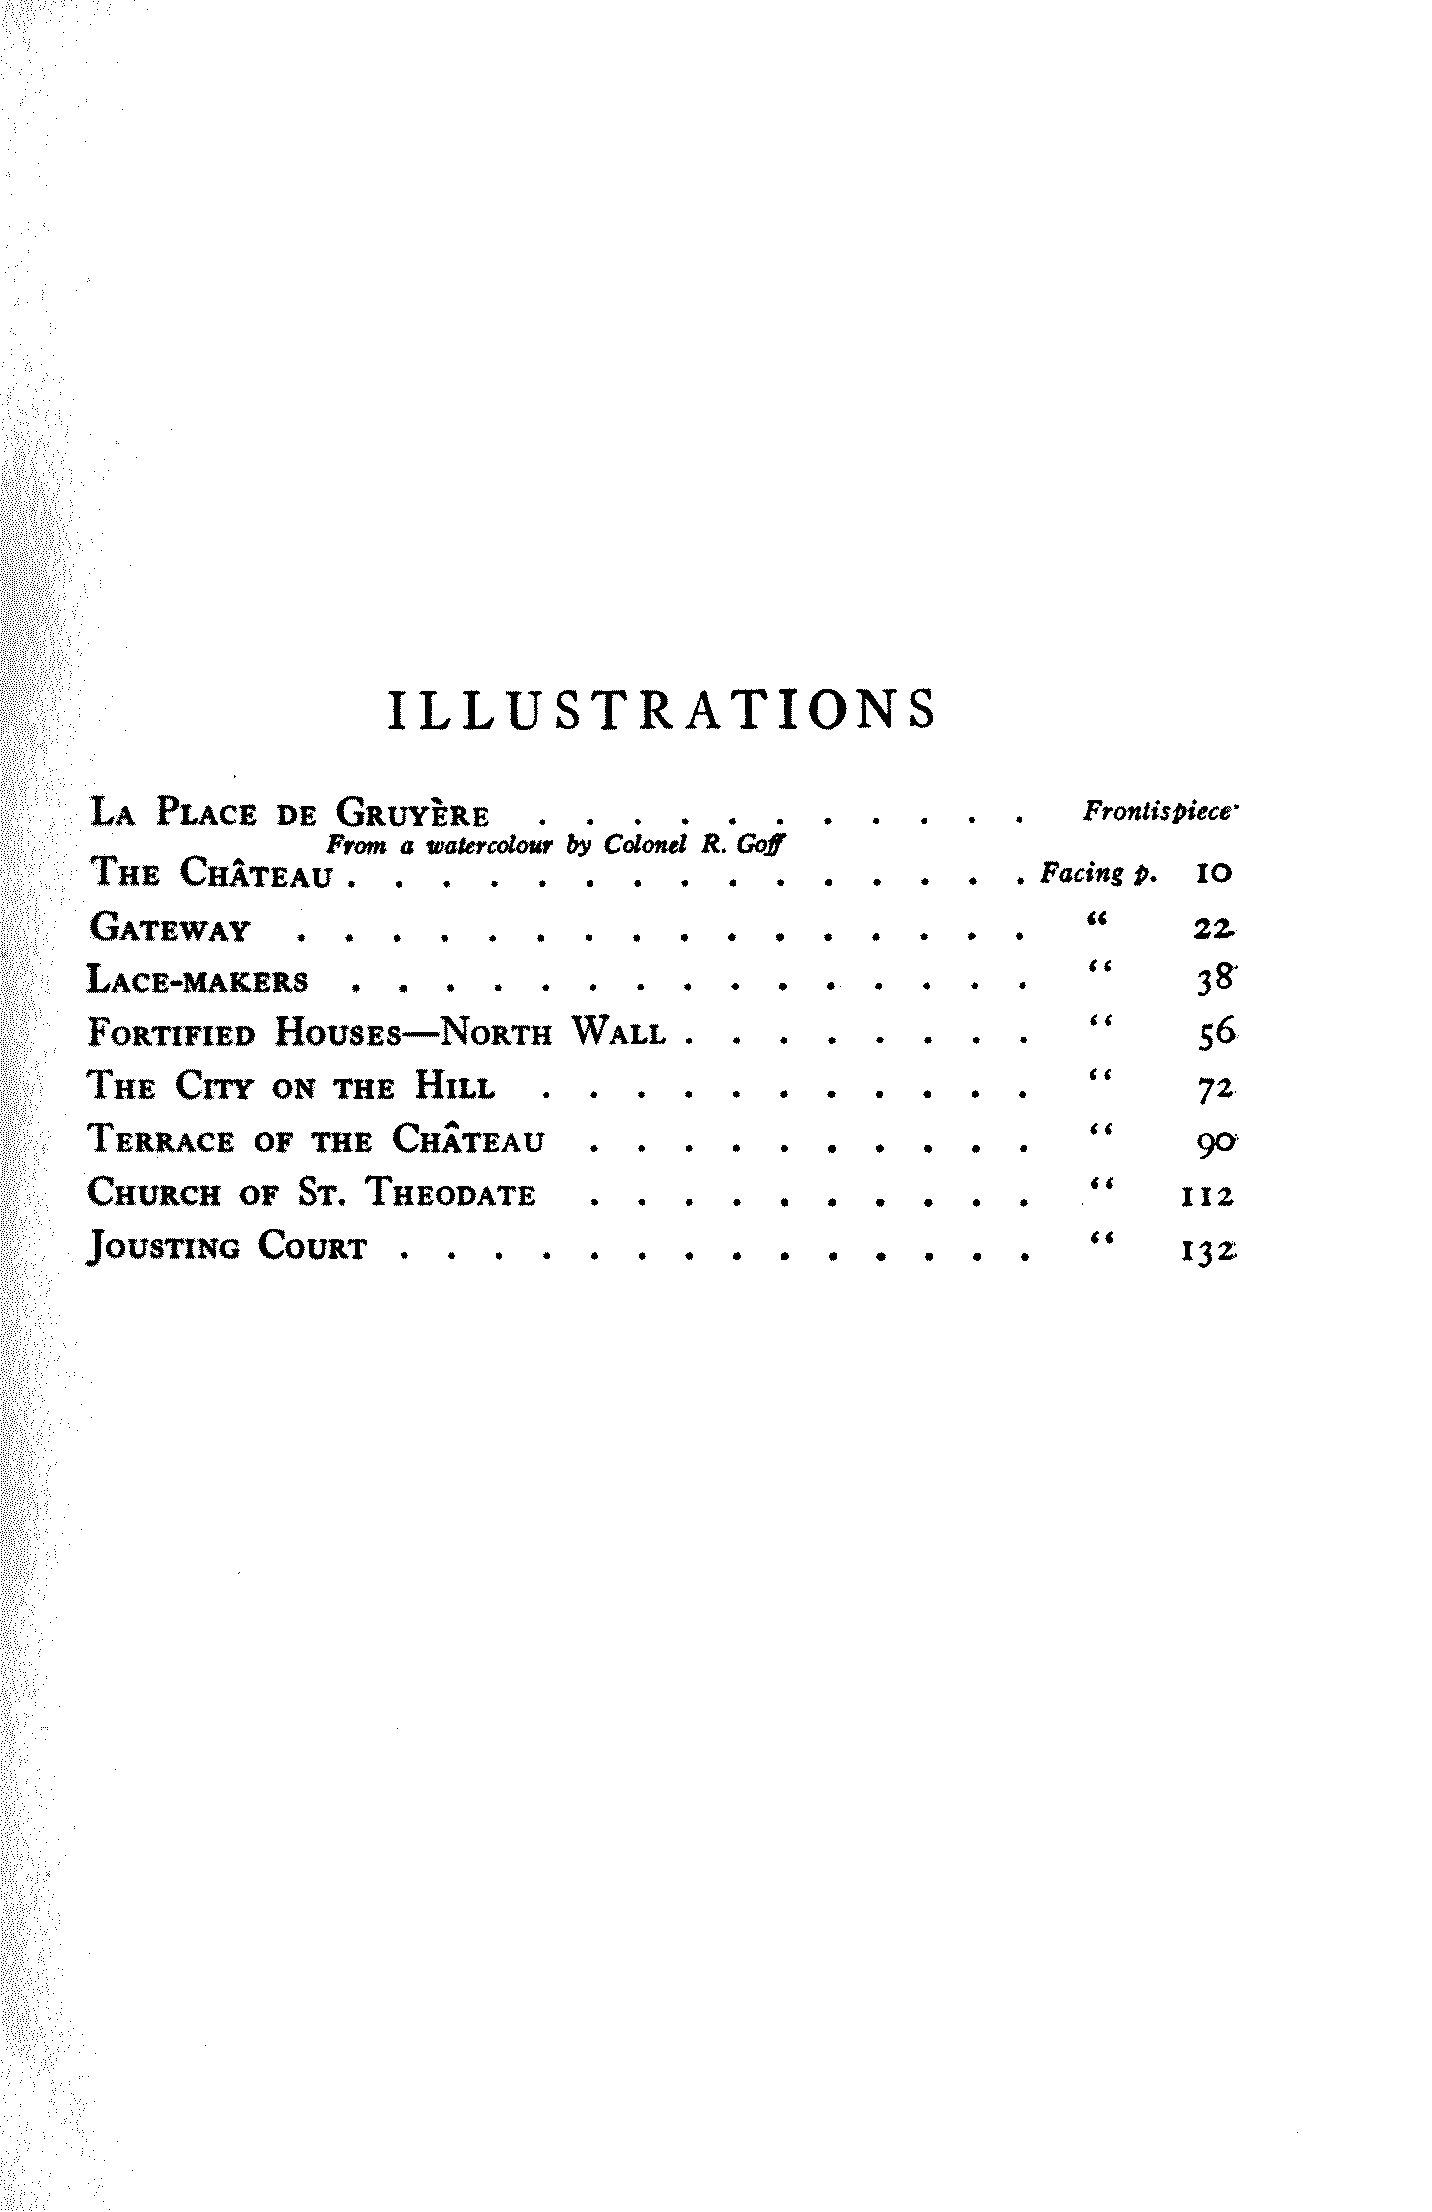 ILLUSTRATIONS
La Place de Gruyère . . . . . . . . . . . Frontispiece
From a watercolour by Colonel R. Goff
The Château . . . . . . . . . . . . . . . Facing p. 10
Gateway . . . . . . . . . . . . . . . . “ 22
Lace-makers . . . . . . . . . . . . . . . “ 38
Fortified Houses—North Wall . . . . . . . . “ 56
The City on the Hill . . . . . . . . . . . “ 72
Terrace of the Château . . . . . . . . . . “ 90
Church of St. Theodate . . . . . . . . . . “ 112
Jousting Court . . . . . . . . . . . . . . “ 132